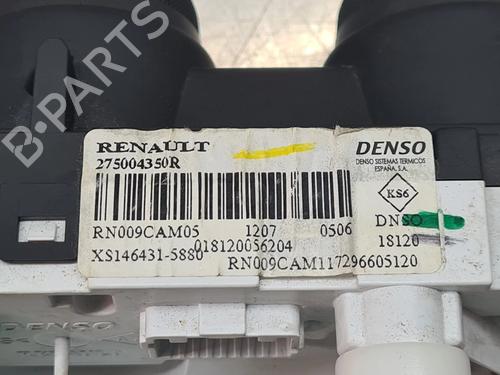 B-PARTS
RENAULT
275004350R
DENSO
DENSO SISTEMAS TERMICOS
ESPAÑA, S.A.
KS6
RN009CAM05 1207 0506
DNSO
018120056204
18120
XS146431-5880
RN009CAM117296605120
DENSO